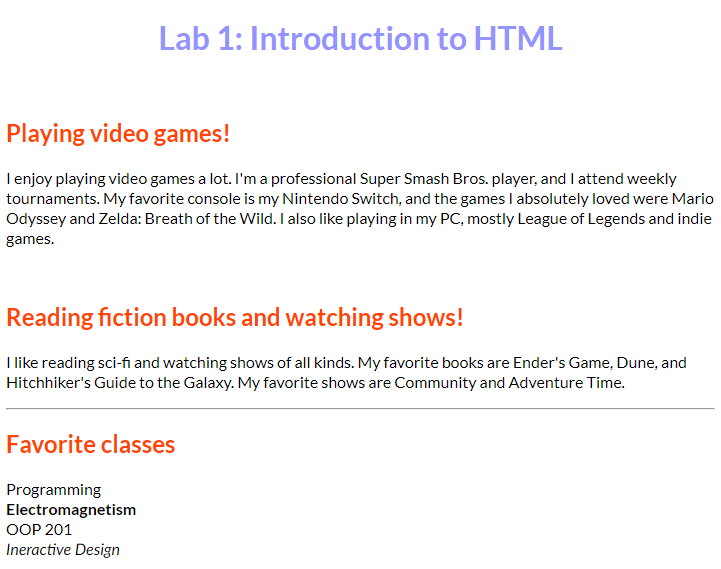 Lab 1: Introduction to HTML
Playing video games!
I enjoy playing video games a lot. I'm a professional Super Smash Bros. player, and I attend weekly
tournaments. My favorite console is my Nintendo Switch, and the games I absolutely loved were Mario
Odyssey and Zelda: Breath of the Wild. I also like playing in my PC, mostly League of Legends and indie
games.
Reading fiction books and watching shows!
I like reading sci-fi and watching shows of all kinds. My favorite books are Ender's Game, Dune, and
Hitchhiker's Guide to the Galaxy. My favorite shows are Community and Adventure Time.
Favorite classes
Programming
Electromagnetism
OOP 201
Ineractive Design